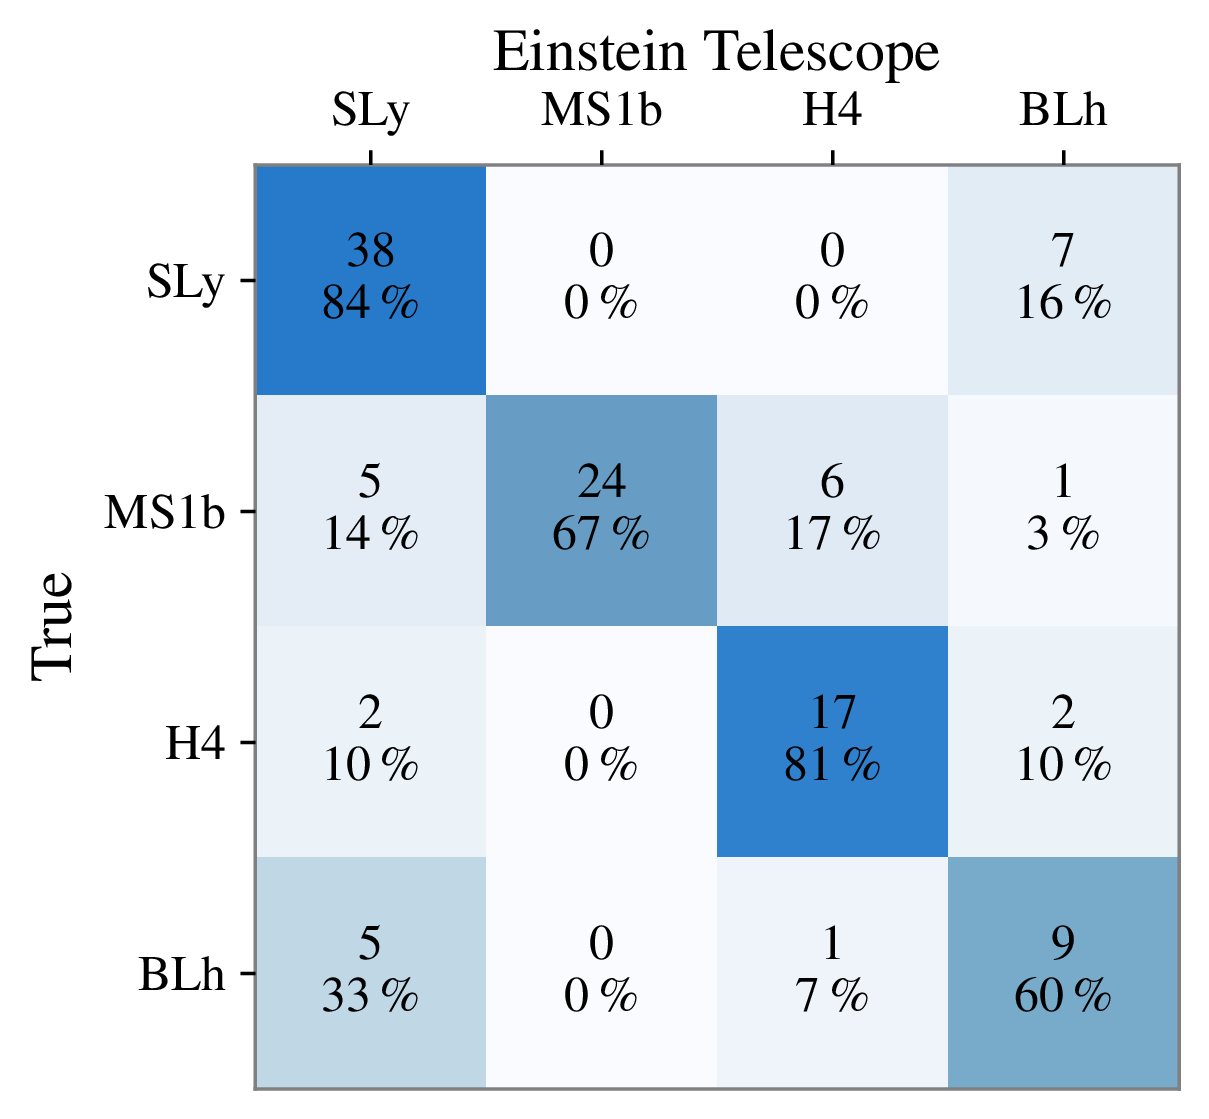 Einstein Telescope
SLy MS1b H4 BLh
True
SLy
38 0 0 7
84 % 0 % 0 % 16 %
MS1b
5 24 6 1
14 % 67 % 17 % 3 %
H4
2 0 17 2
10 % 0 % 81 % 10 %
BLh
5 0 1 9
33 % 0 % 7 % 60 %